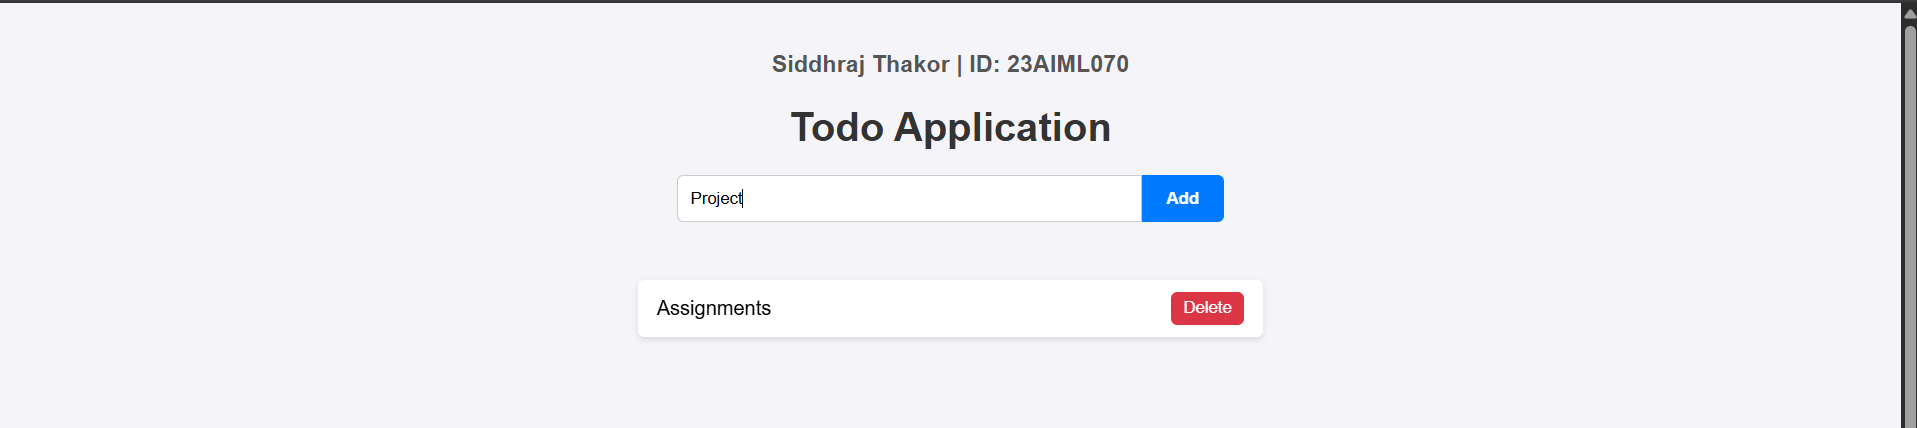 Siddhraj Thakor | ID: 23AIML070
Todo Application
Project
Add
Assignments
Delete